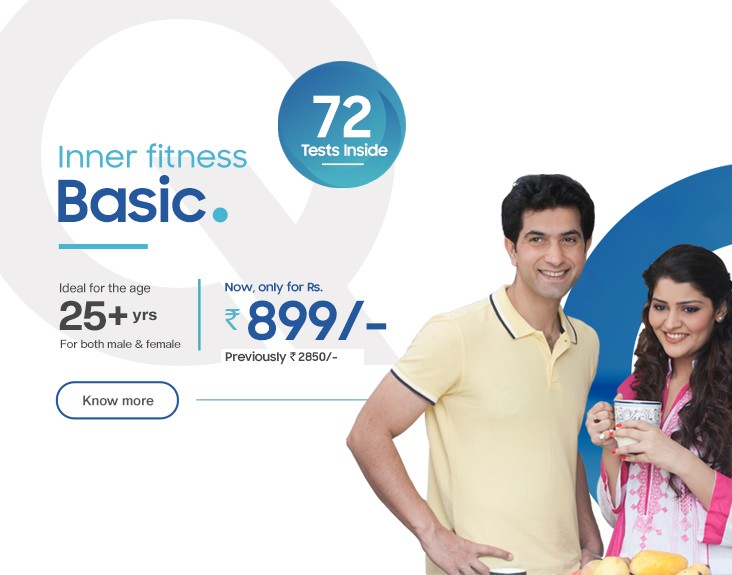 72
Tests Inside
Inner fitness
Basic.
Ideal for the age
25+ yrs
For both male & female
Now, only for Rs.
₹ 899/-
Previously ₹ 2850/-
Know more